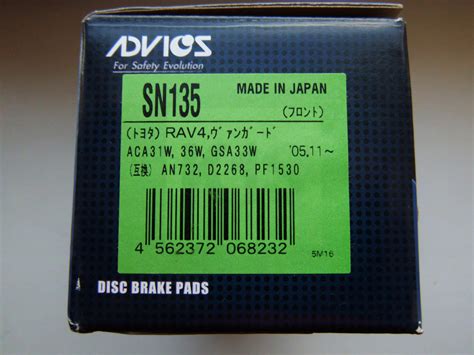 ADVICS
For Safety Evolution
SN135
MADE IN JAPAN
(フロント)
(トヨタ) RAV4,ヴァンガード
ACA31W, 36W, GSA33W '05.11~
(互換) AN732, D2268, PF1530
4 562372 068232
5M16
DISC BRAKE PADS